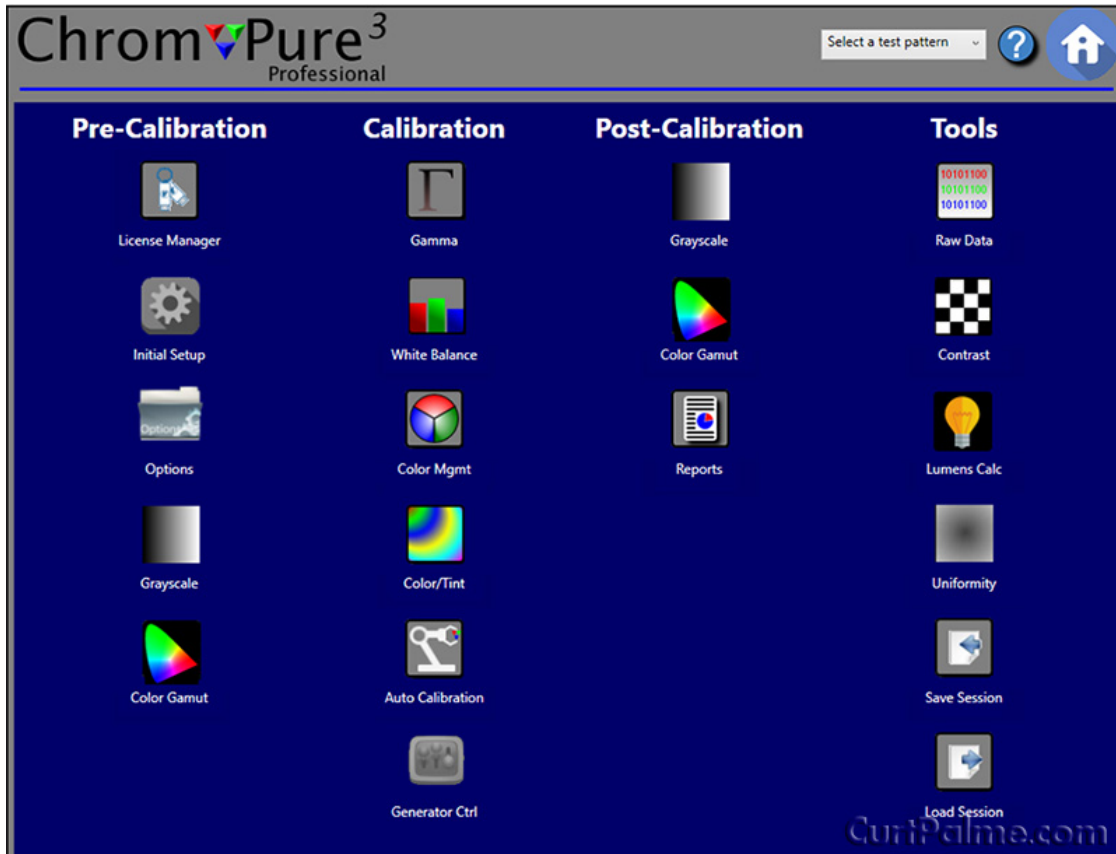 ChromPure3
Professional
Select a test pattern
?
Pre-Calibration
Calibration
Post-Calibration
Tools
License Manager
Γ
Gamma
Grayscale
10101100
10101100
10101100
Raw Data
Initial Setup
White Balance
Color Gamut
Contrast
Options
Options
Color Mgmt
Reports
Lumens Calc
Grayscale
Color/Tint
Uniformity
Color Gamut
Auto Calibration
Save Session
Generator Ctrl
Load Session
CurtPalme.com